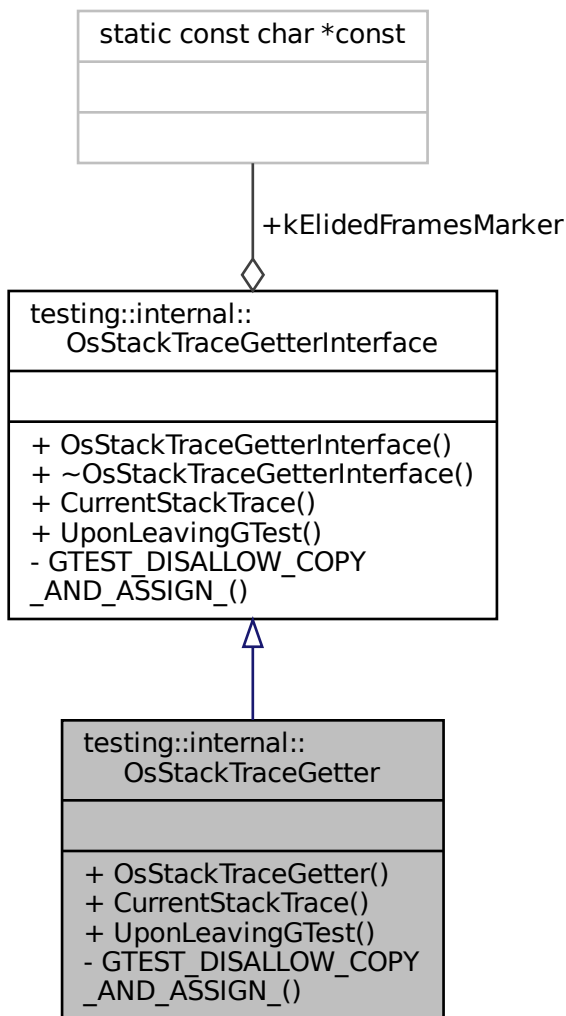 static const char *const
+kElidedFramesMarker
testing::internal::
OsStackTraceGetterInterface
+ OsStackTraceGetterInterface()
+ ~OsStackTraceGetterInterface()
+ CurrentStackTrace()
+ UponLeavingGTest()
- GTEST_DISALLOW_COPY
_AND_ASSIGN_()
testing::internal::
OsStackTraceGetter
+ OsStackTraceGetter()
+ CurrentStackTrace()
+ UponLeavingGTest()
- GTEST_DISALLOW_COPY
_AND_ASSIGN_()